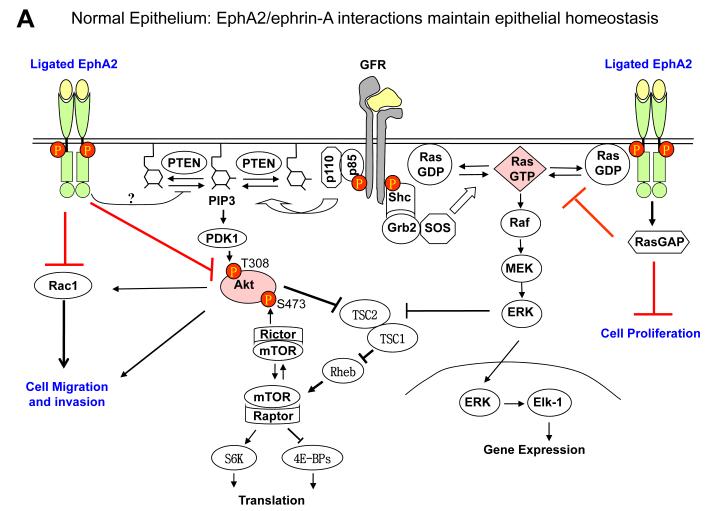 A
Normal Epithelium: EphA2/ephrin-A interactions maintain epithelial homeostasis
Ligated EphA2
GFR
Ligated EphA2
P
P
P
P
PTEN
PTEN
p110
p85
Ras
GDP
Ras
GTP
Ras
GDP
?
PIP3
P
P
Shc
Grb2
SOS
Raf
RasGAP
PDK1
P
T308
Akt
P
S473
MEK
Rac1
TSC2
TSC1
ERK
Cell Proliferation
Rictor
mTOR
Rheb
Cell Migration
and invasion
mTOR
Raptor
ERK
Elk-1
S6K
4E-BPs
Gene Expression
Translation